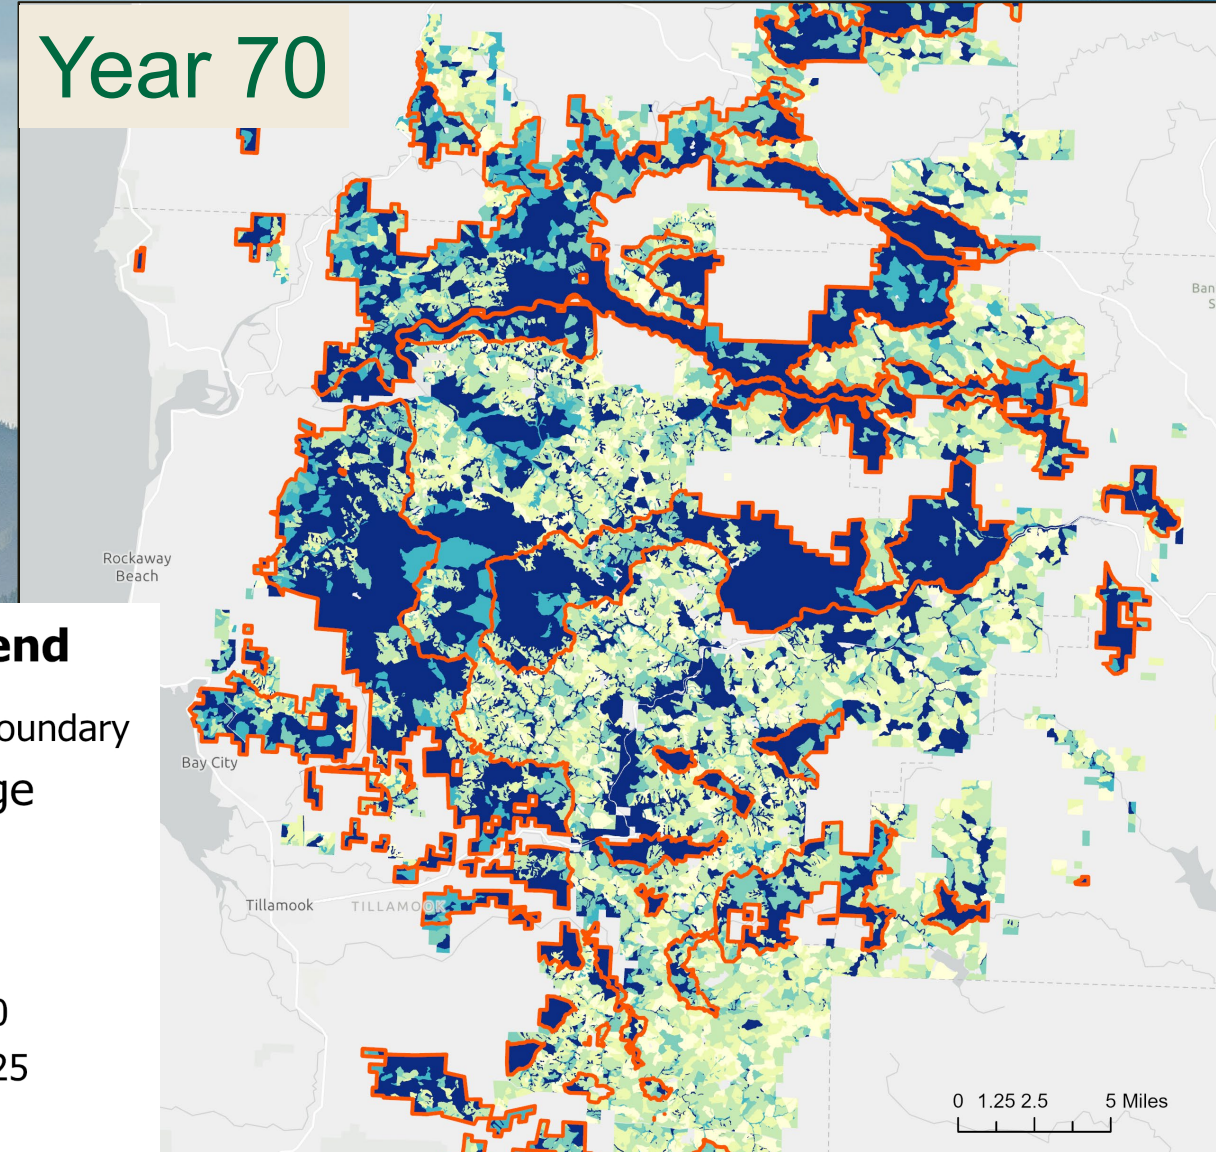 Year 70
Ban
S
Rockaway
Beach
end
oundary
Bay City
ge
Tillamook
TILLAMOOK
0
25
0 1.25 2.5 5 Miles